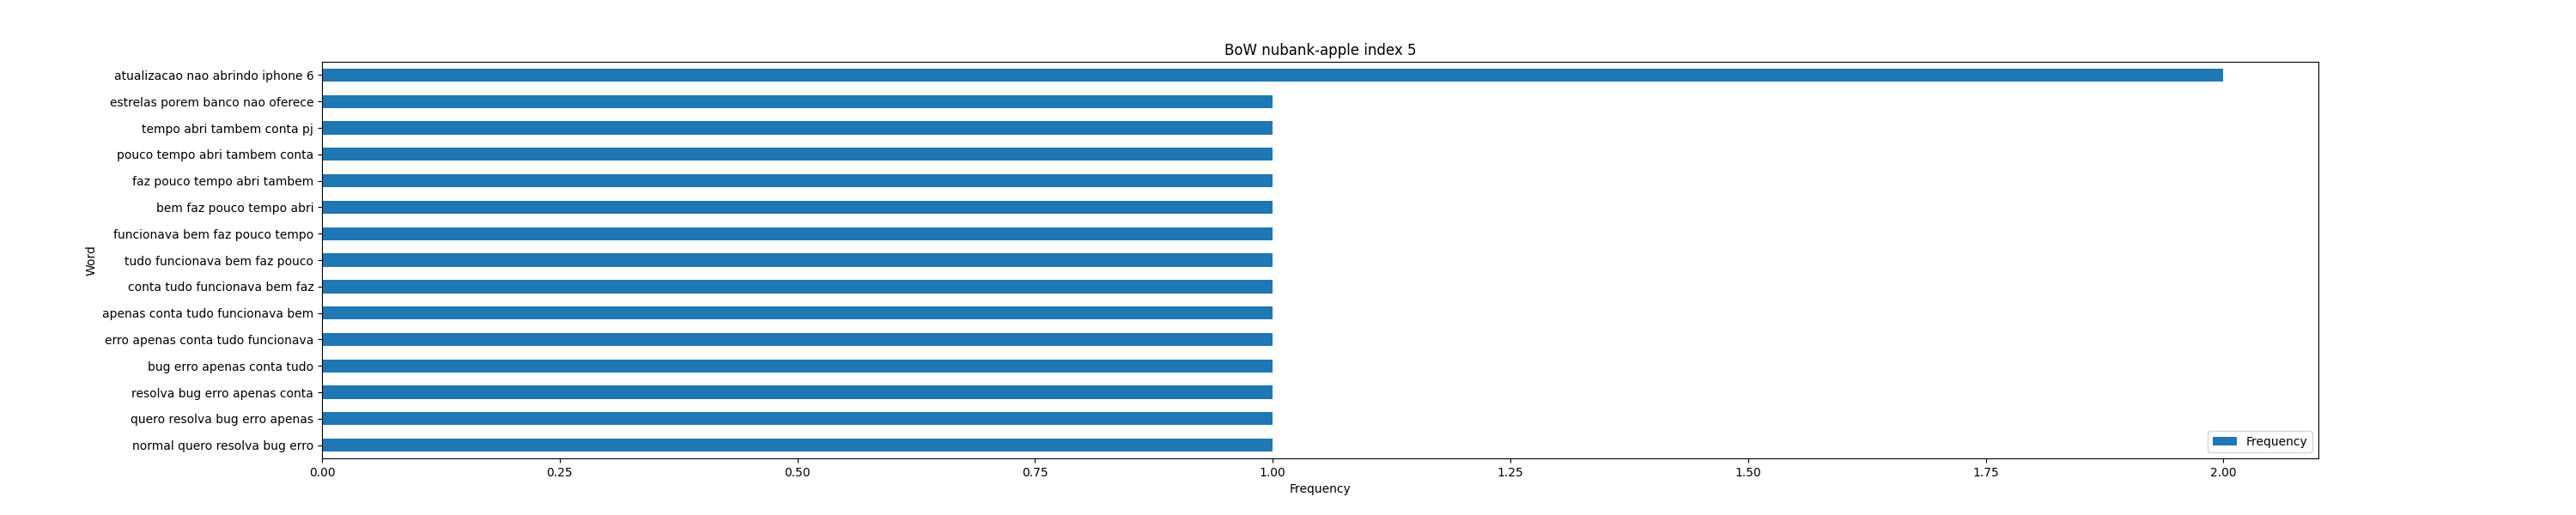 BoW nubank-apple index 5
atualizacao nao abrindo iphone 6
estrelas porem banco nao oferece
tempo abri tambem conta pj
pouco tempo abri tambem conta
faz pouco tempo abri tambem
bem faz pouco tempo abri
funcionava bem faz pouco tempo
tudo funcionava bem faz pouco
conta tudo funcionava bem faz
apenas conta tudo funcionava bem
erro apenas conta tudo funcionava
bug erro apenas conta tudo
resolva bug erro apenas conta
quero resolva bug erro apenas
normal quero resolva bug erro
Word
Frequency
0.00 0.25 0.50 0.75 1.00 1.25 1.50 1.75 2.00
Frequency